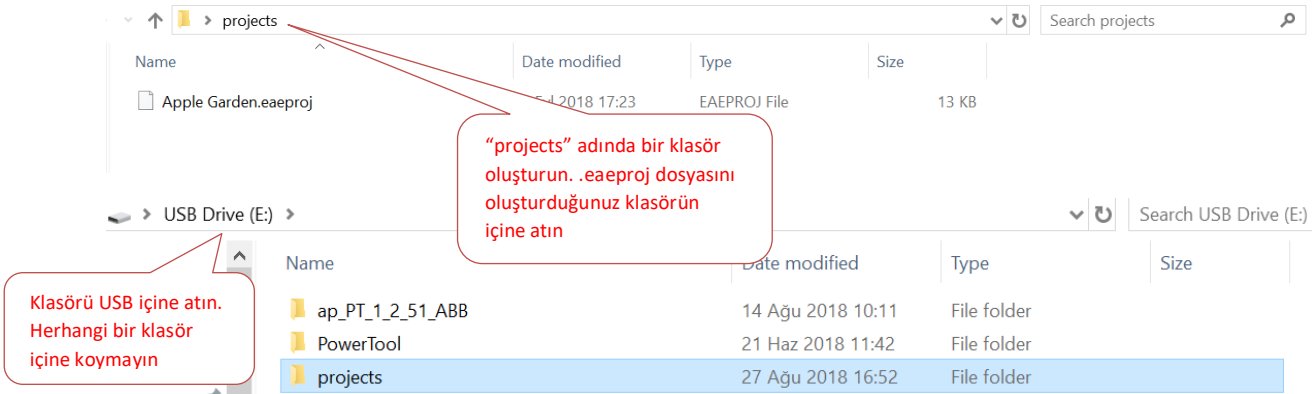 projects
Search projects
Name Date modified Type Size
Apple Garden.eaeproj 2018 17:23 EAEPROJ File 13 KB
“projects” adında bir klasör
oluşturun. .eaeproj dosyasını
oluşturduğunuz klasörün
içine atın
USB Drive (E:)
Search USB Drive (E:)
Name Date modified Type Size
Klasörü USB içine atın.
Herhangi bir klasör
içine koymayın
ap_PT_1_2_51_ABB 14 Ağu 2018 10:11 File folder
PowerTool 21 Haz 2018 11:42 File folder
projects 27 Ağu 2018 16:52 File folder